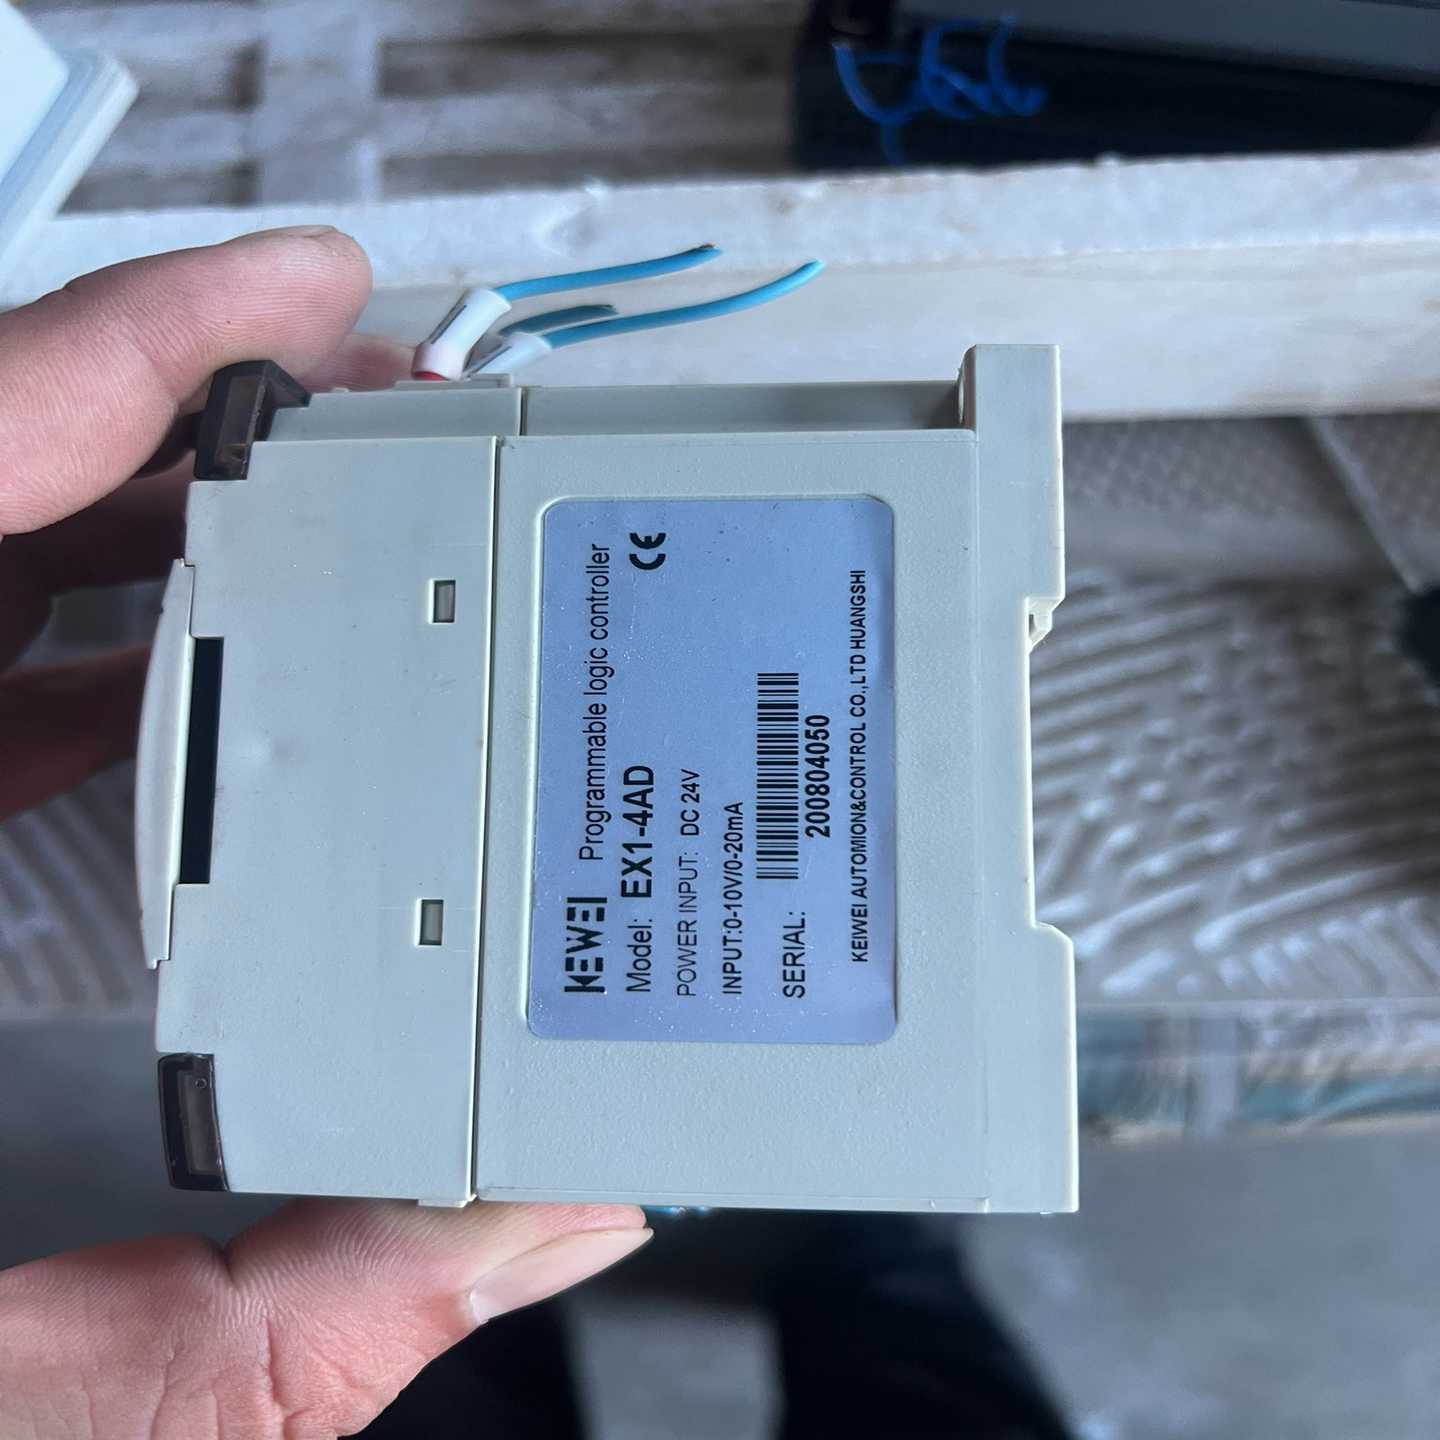 KEWEI Programmable logic controller
Model: EX1-4AD CE
POWER INPUT: DC 24V
INPUT:0-10V/0-20mA
SERIAL:
200804050
KEIWEI AUTOMION&CONTROL CO.,LTD HUANGSHI